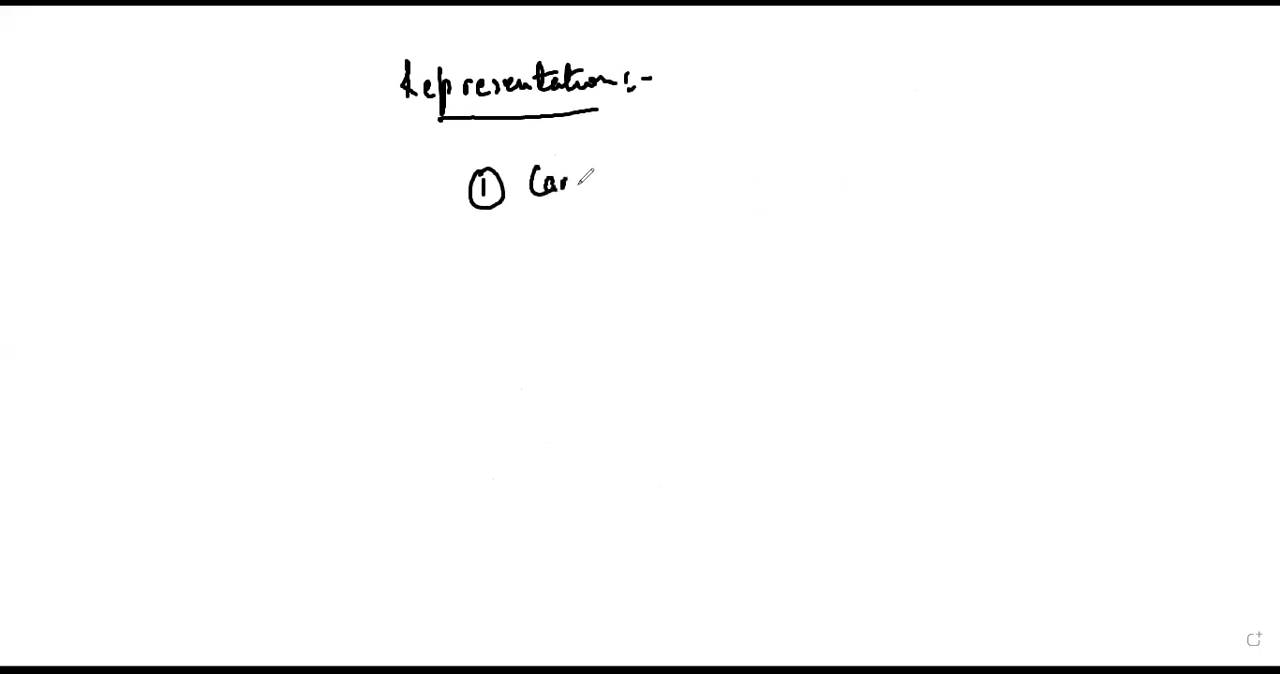 Representation :-
① Car